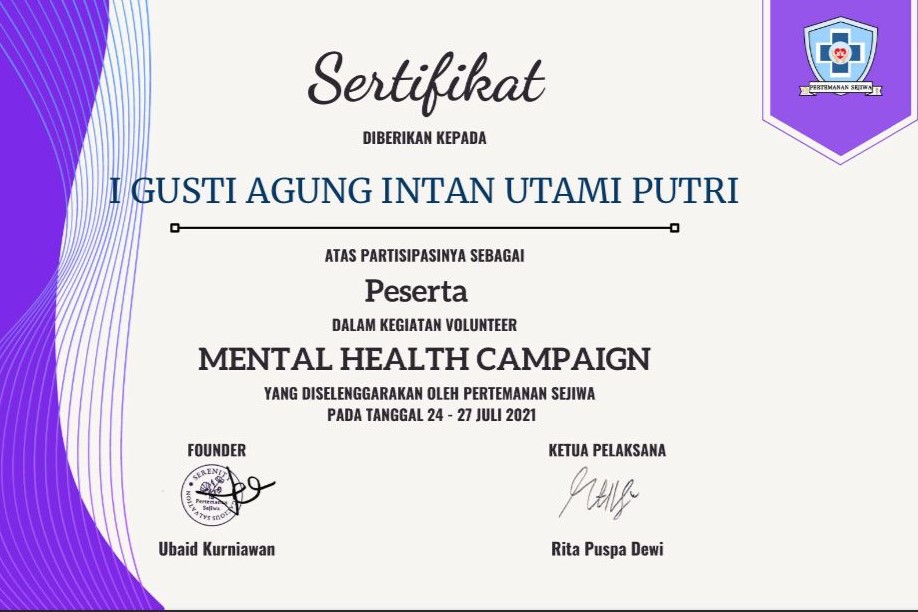 Sertifikat
PERTEMANAN SEJIWA
DIBERIKAN KEPADA
I GUSTI AGUNG INTAN UTAMI PUTRI
ATAS PARTISIPASINYA SEBAGAI
Peserta
DALAM KEGIATAN VOLUNTEER
MENTAL HEALTH CAMPAIGN
YANG DISELENGGARAKAN OLEH PERTEMANAN SEJIWA
PADA TANGGAL 24 - 27 JULI 2021
FOUNDER
KETUA PELAKSANA
Pertemanan
Sejiwa
Ubaid Kurniawan
Rita Puspa Dewi